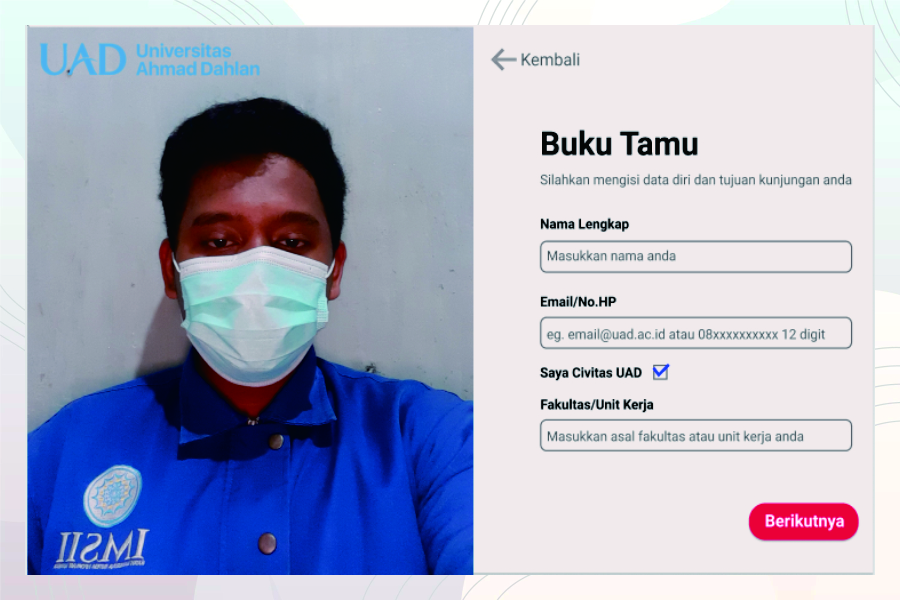 UAD Universitas
Ahmad Dahlan
IMSII
Kembali
Buku Tamu
Silahkan mengisi data diri dan tujuan kunjungan anda
Nama Lengkap
Masukkan nama anda
Email/No.HP
eg. email@uad.ac.id atau 08xxxxxxxxxx 12 digit
Saya Civitas UAD
Fakultas/Unit Kerja
Masukkan asal fakultas atau unit kerja anda
Berikutnya